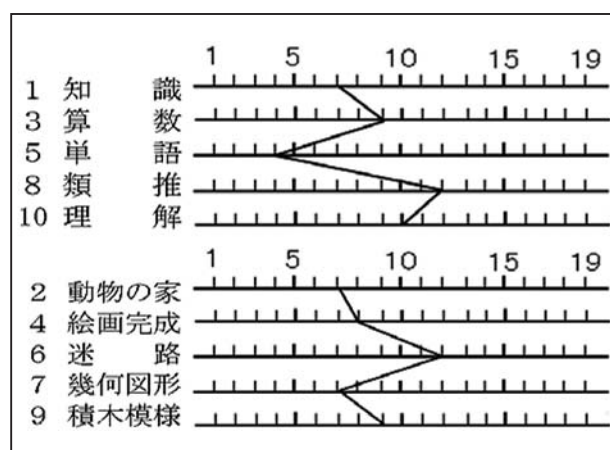 1 5 10 15 19
1 知 識
3 算 数
5 単 語
8 類 推
10 理 解
1 5 10 15 19
2 動物の家
4 絵画完成
6 迷 路
7 幾何図形
9 積木模様